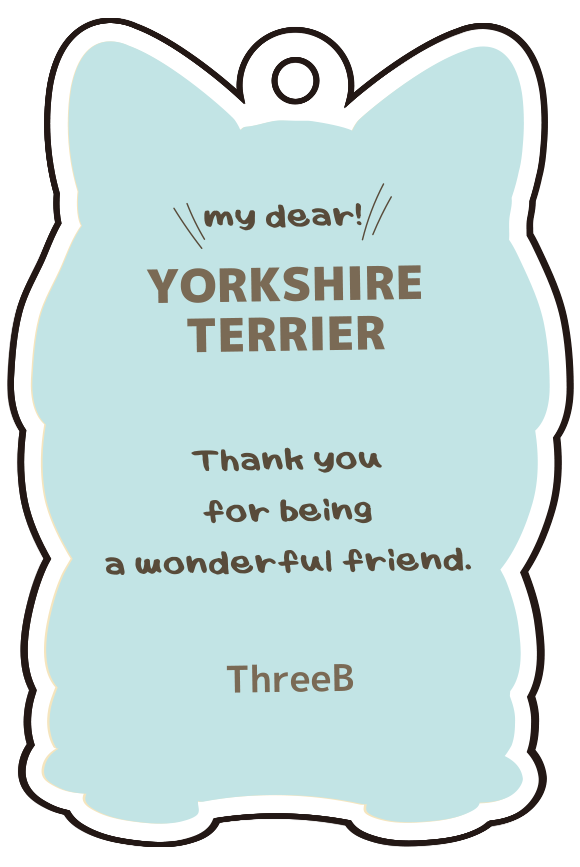 my dear!
YORKSHIRE
TERRIER
Thank you
for being
a wonderful friend.
ThreeB